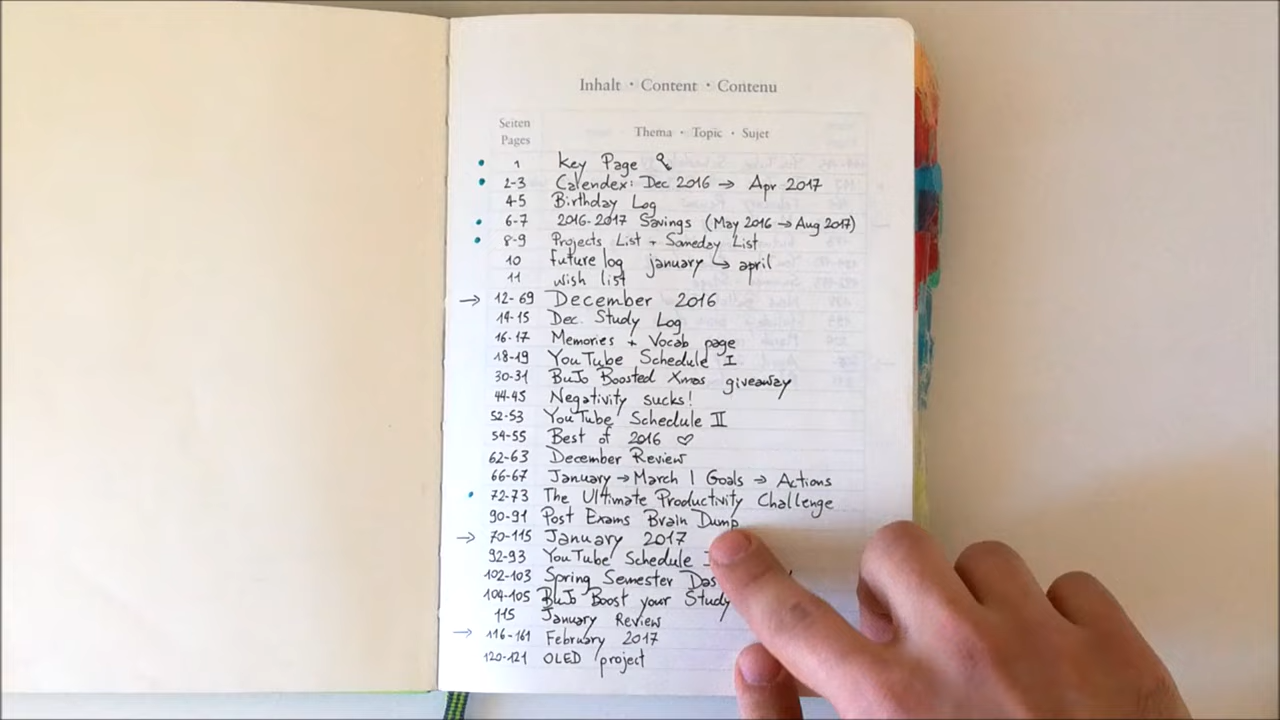 Inhalt · Content · Contenu
Seiten
Pages
Thema · Topic · Sujet
1 Key Page
2-3 Calendex: Dec 2016 → Apr 2017
4-5 Birthday Log
6-7 2016-2017 Savings (May 2016 → Aug 2017)
8-9 Projects List + Someday List
10 future log january ↳ april
11 wish list
→ 12-69 December 2016
14-15 Dec. Study Log
16-17 Memories + Vocab page
18-19 YouTube Schedule I
30-31 BuJo Boosted Xmas giveaway
44-45 Negativity sucks!
52-53 YouTube Schedule II
54-55 Best of 2016 ♡
62-63 December Review
66-67 January → March | Goals → Actions
72-73 The Ultimate Productivity Challenge
90-91 Post Exams Brain Dump
→ 70-115 January 2017
92-93 YouTube Schedule
102-103 Spring Semester
104-105 BuJo Boost your Study
115 January Review
→ 116-161 February 2017
120-121 OLED project